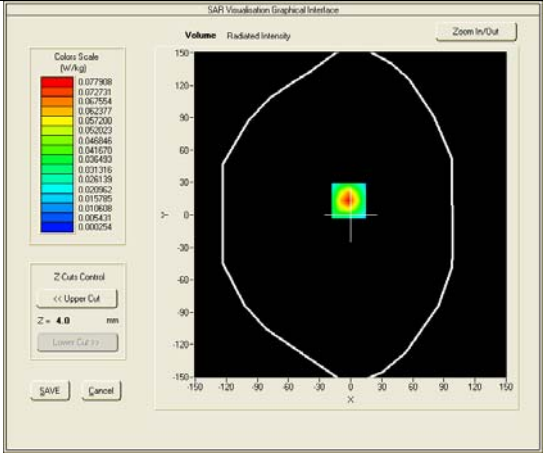 SAR Visualisation Graphical Interface
Volume Radiated Intensity
Zoom In/Out
Colors Scale
(W/kg)
0.077908
0.072731
0.067554
0.062377
0.057200
0.052023
0.046846
0.041670
0.036493
0.031316
0.026139
0.020962
0.015785
0.010608
0.005431
0.000254
Z Cuts Control
<< Upper Cut
Z = 4.0 mm
Lower Cut >>
SAVE
Cancel
150
120
90
60
30
0
-30
-60
-90
-120
-150
Y
-150 -120 -90 -60 -30 0 30 60 90 120 150
X